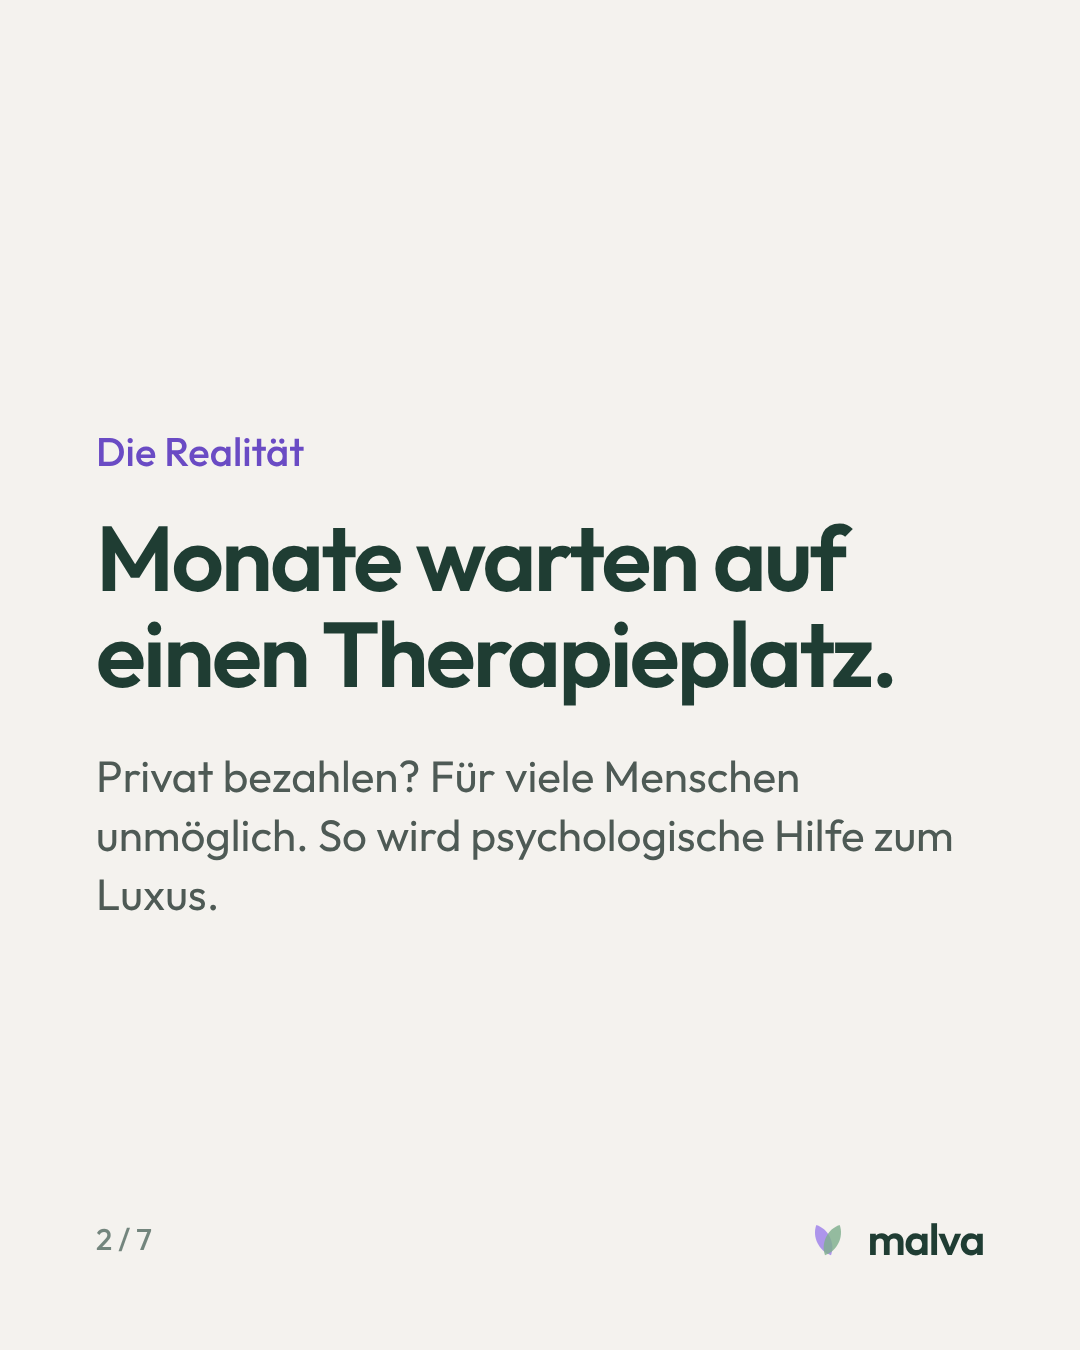 Die Realität
Monate warten auf
einen Therapieplatz.
Privat bezahlen? Für viele Menschen
unmöglich. So wird psychologische Hilfe zum
Luxus.
2 / 7
malva